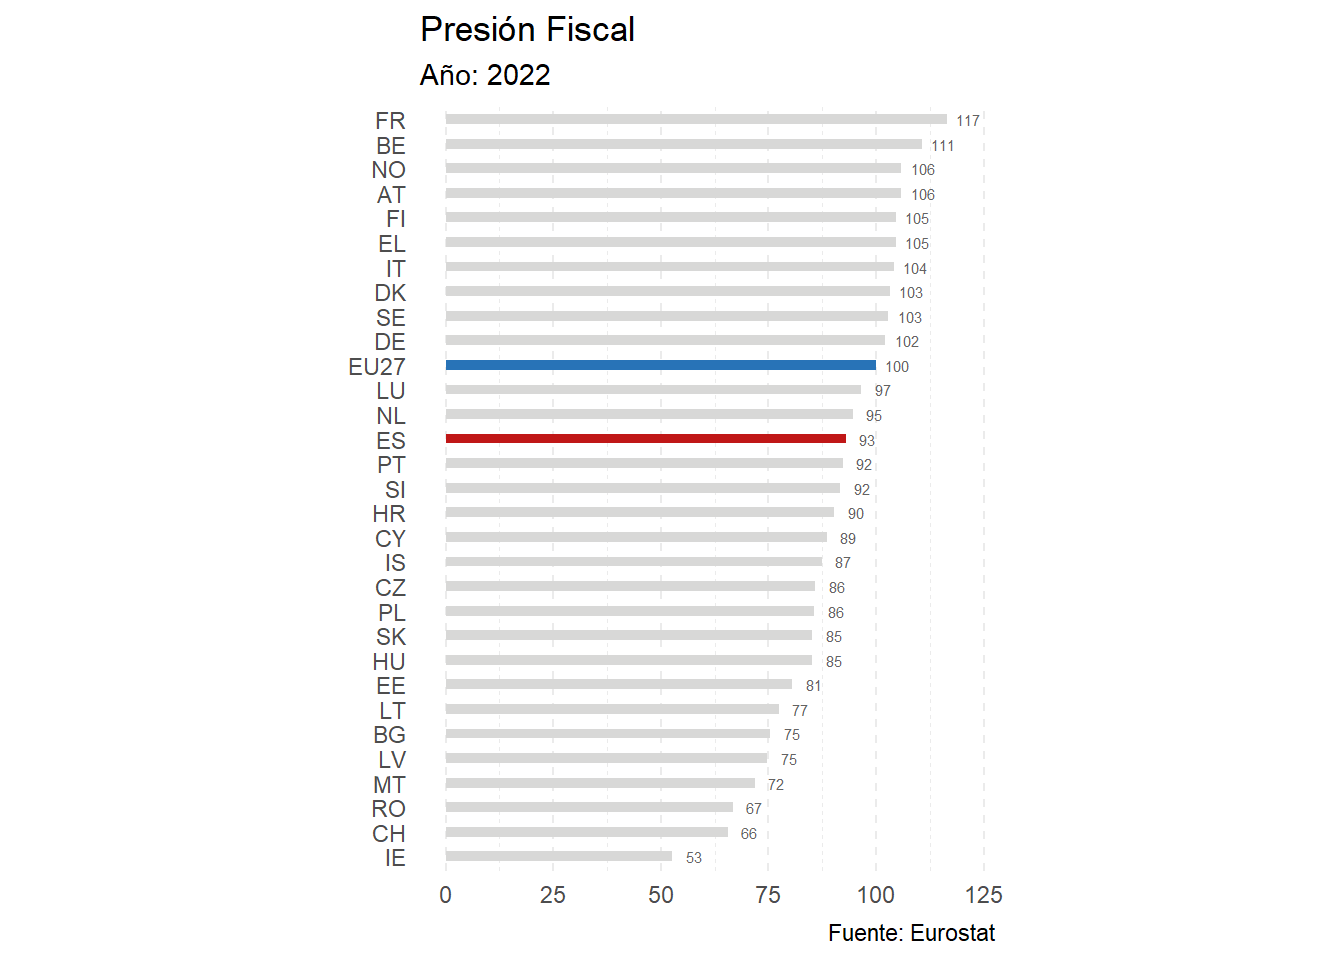 Presión Fiscal
Año: 2022
FR 117
BE 111
NO 106
AT 106
FI 105
EL 105
IT 104
DK 103
SE 103
DE 102
EU27 100
LU 97
NL 95
ES 93
PT 92
SI 92
HR 90
CY 89
IS 87
CZ 86
PL 86
SK 85
HU 85
EE 81
LT 77
BG 75
LV 75
MT 72
RO 67
CH 66
IE 53
0 25 50 75 100 125
Fuente: Eurostat